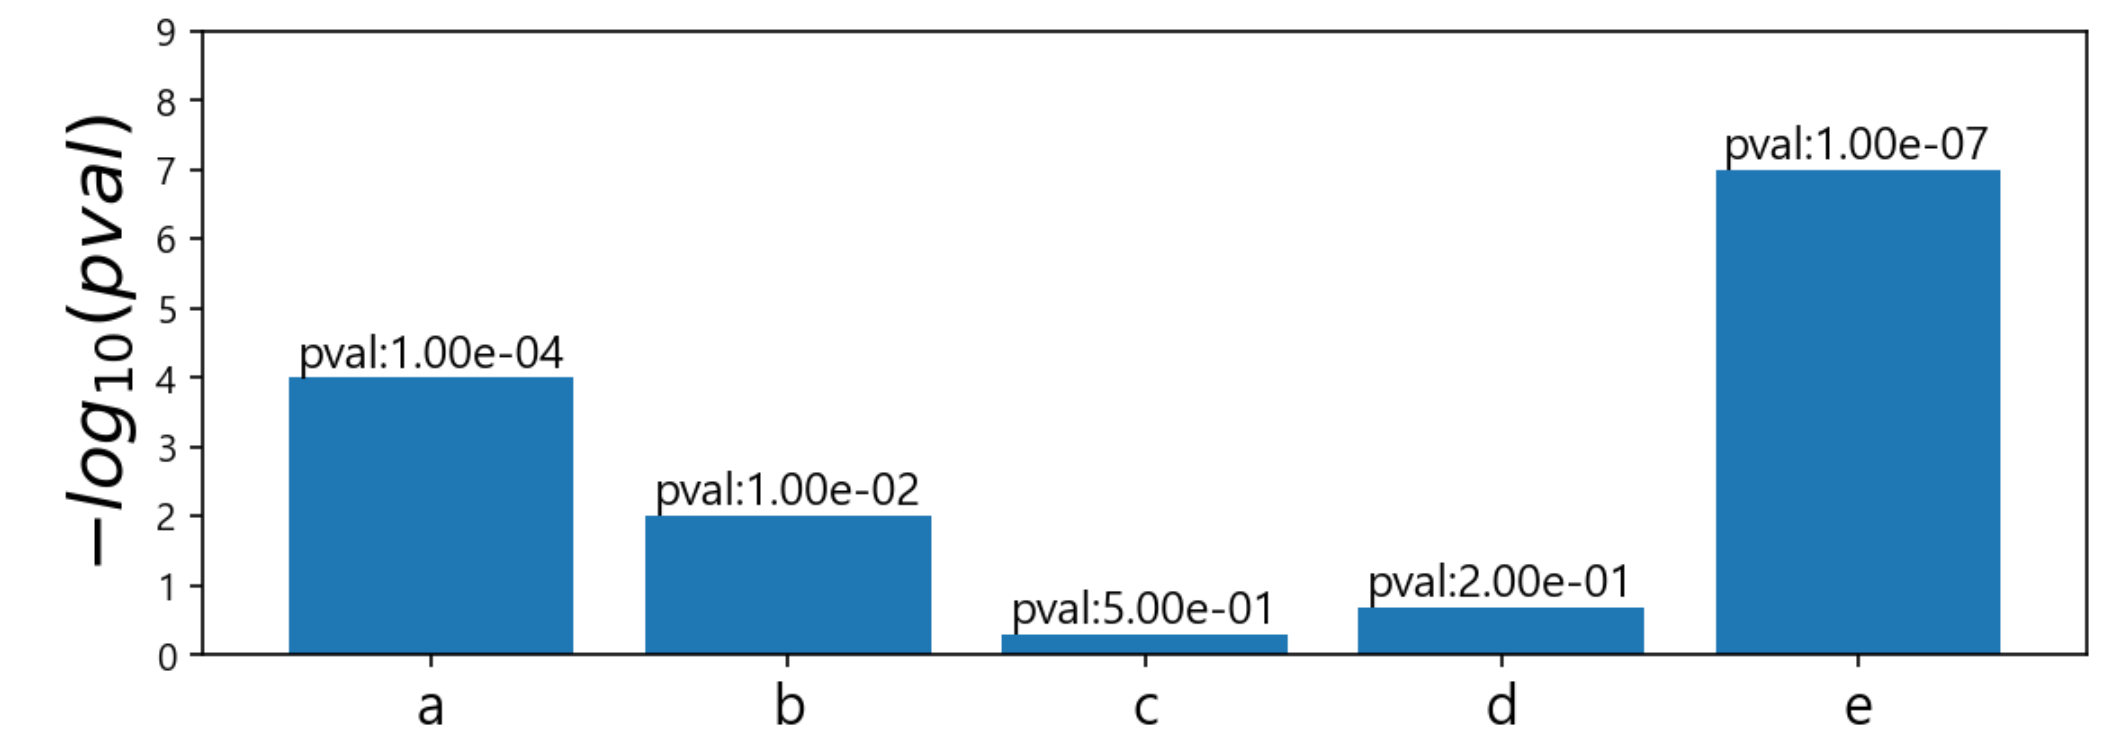 −log₁₀(pval)
9
8
7
6
5
4
3
2
1
0
pval:1.00e-04
pval:1.00e-02
pval:5.00e-01
pval:2.00e-01
pval:1.00e-07
a
b
c
d
e